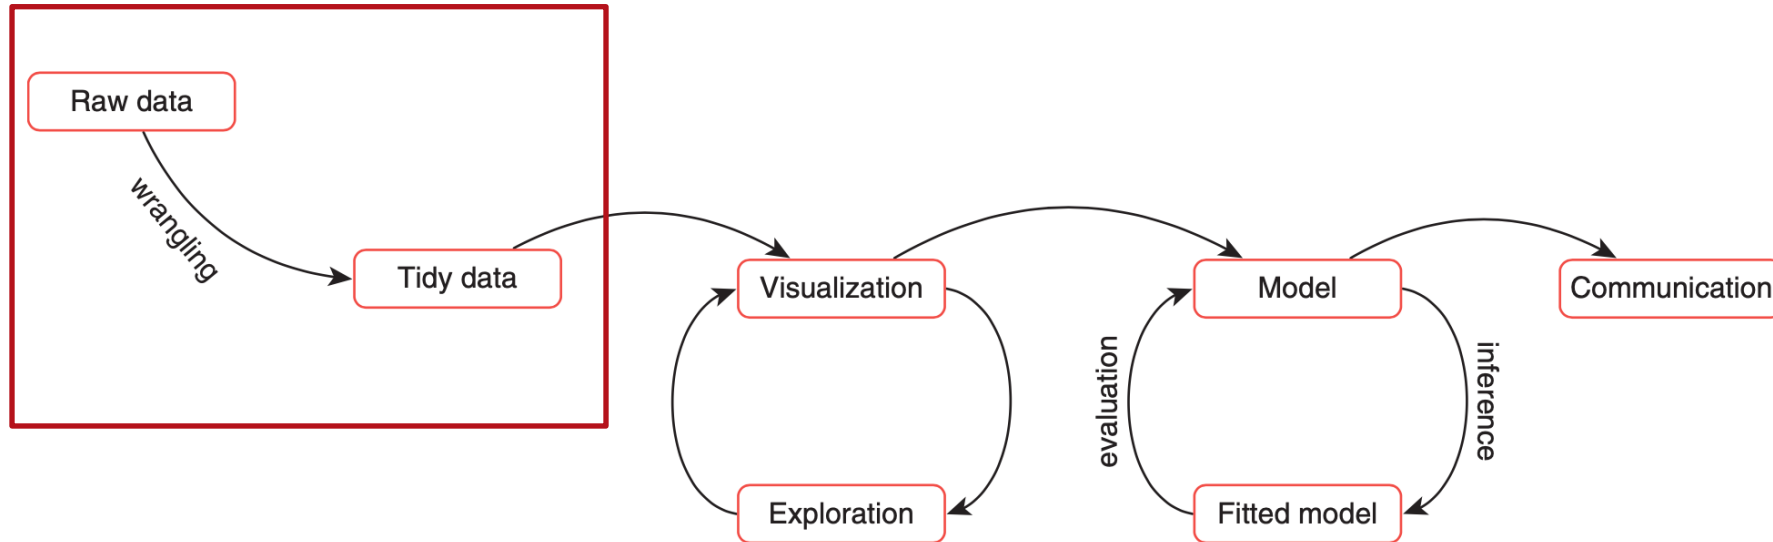 Raw data
wrangling
Tidy data
Visualization
Model
Communication
evaluation
inference
Exploration
Fitted model